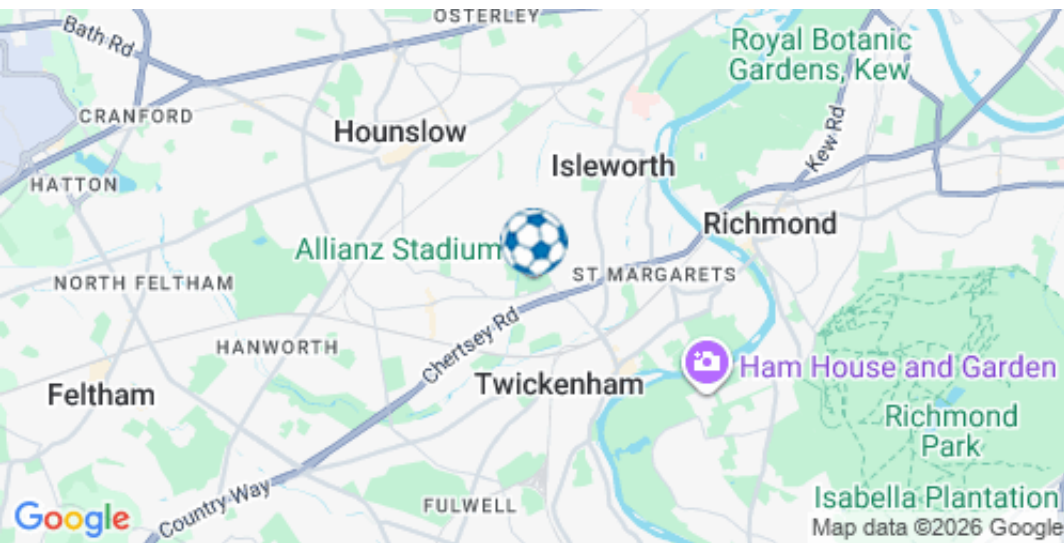 OSTERLEY
Bath Rd
Royal Botanic
Gardens, Kew
CRANFORD
Hounslow
Kew Rd
Isleworth
HATTON
Richmond
Allianz Stadium
ST MARGARETS
NORTH FELTHAM
Chertsey Rd
HANWORTH
Ham House and Garden
Feltham
Twickenham
Richmond
Park
Country Way
FULWELL
Isabella Plantation
Google
Map data ©2026 Google